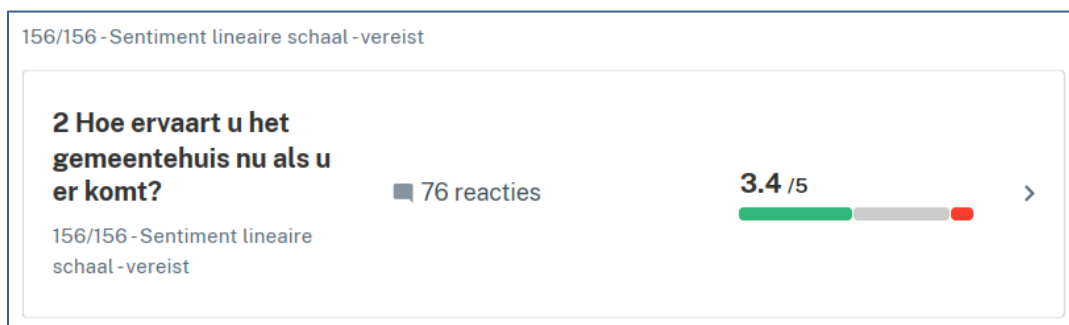 156/156 - Sentiment lineaire schaal - vereist
2 Hoe ervaart u het
gemeentehuis nu als u
er komt?
76 reacties
3.4 /5
156/156 - Sentiment lineaire
schaal - vereist